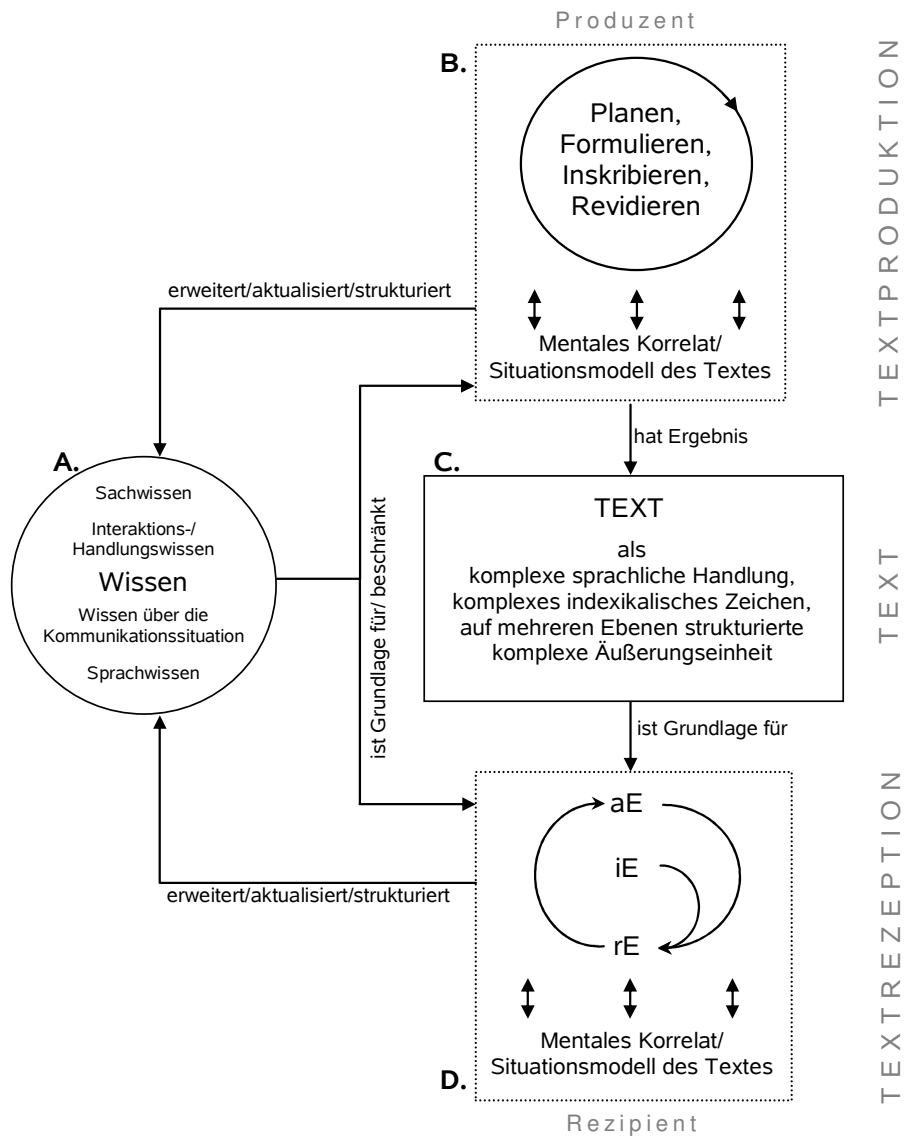 Produzent
B.
Planen,
Formulieren,
Inskribieren,
Revidieren
TEXTPRODUKTION
erweitert/aktualisiert/strukturiert
Mentales Korrelat/
Situationsmodell des Textes
hat Ergebnis
A.
Sachwissen
Interaktions-/
Handlungswissen
Wissen
Wissen über die
Kommunikationssituation
Sprachwissen
ist Grundlage für/ beschränkt
C.
TEXT
als
komplexe sprachliche Handlung,
komplexes indexikalisches Zeichen,
auf mehreren Ebenen strukturierte
komplexe Äußerungseinheit
TEXT
ist Grundlage für
aE
iE
rE
erweitert/aktualisiert/strukturiert
Mentales Korrelat/
Situationsmodell des Textes
D.
TEXTREZEPTION
Rezipient